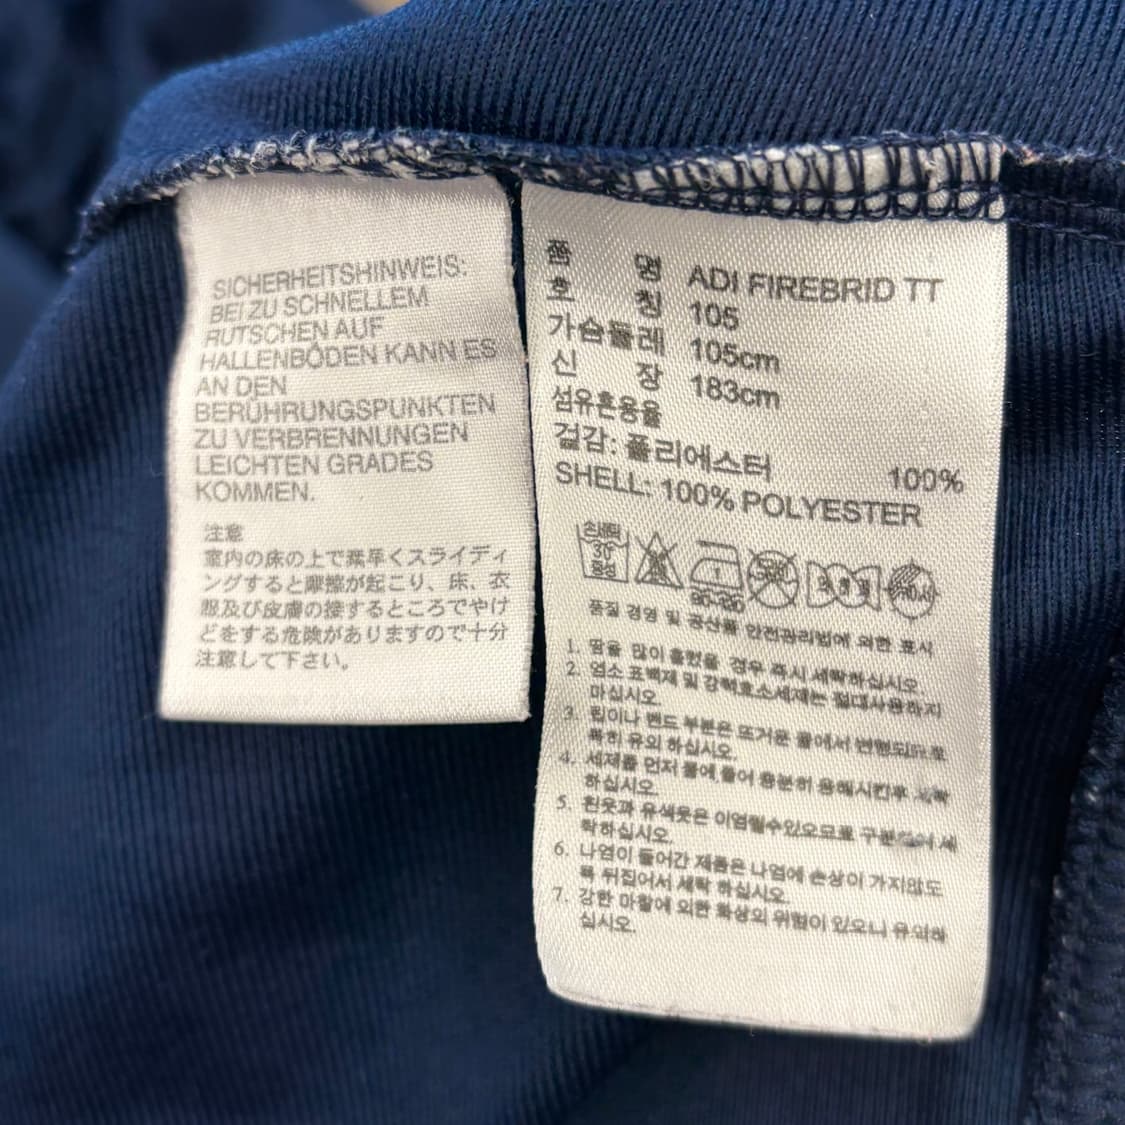 SICHERHEITSHINWEIS:
BEI ZU SCHNELLEM
RUTSCHEN AUF
HALLENBÖDEN KANN ES
AN DEN
BERÜHRUNGSPUNKTEN
ZU VERBRENNUNGEN
LEICHTEN GRADES
KOMMEN.
注意
室内の床の上で素早くスライディ
ングすると摩擦が起こり、床、衣
服及び皮膚の接するところでやけ
どをする危険がありますので十分
注意して下さい。
품 명 ADI FIREBRID TT
호 칭 105
가슴둘레 105cm
신 장 183cm
섬유혼용율
겉감: 폴리에스터 100%
SHELL: 100% POLYESTER
손세탁
30
중성
1
품질 경영 및 공산품 안전관리법에 의한 표시
1. 땀을 많이 흘렸을 경우 즉시 세탁하십시오.
2. 염소 표백제 및 강력효소세제는 절대사용하지
마십시오.
3. 립이나 밴드 부분은 뜨거운 물에서 변형되므로
특히 유의 하십시오.
4. 세제를 먼저 물에 풀어 충분히 용해시킨후 세탁
하십시오.
5. 흰옷과 유색옷은 이염될수있으므로 구분하여 세
탁하십시오.
6. 나염이 들어간 제품은 나염에 손상이 가지않도
록 뒤집어서 세탁 하십시오.
7. 강한 마찰에 의한 화상의 위험이 있으니 유의하
십시오.